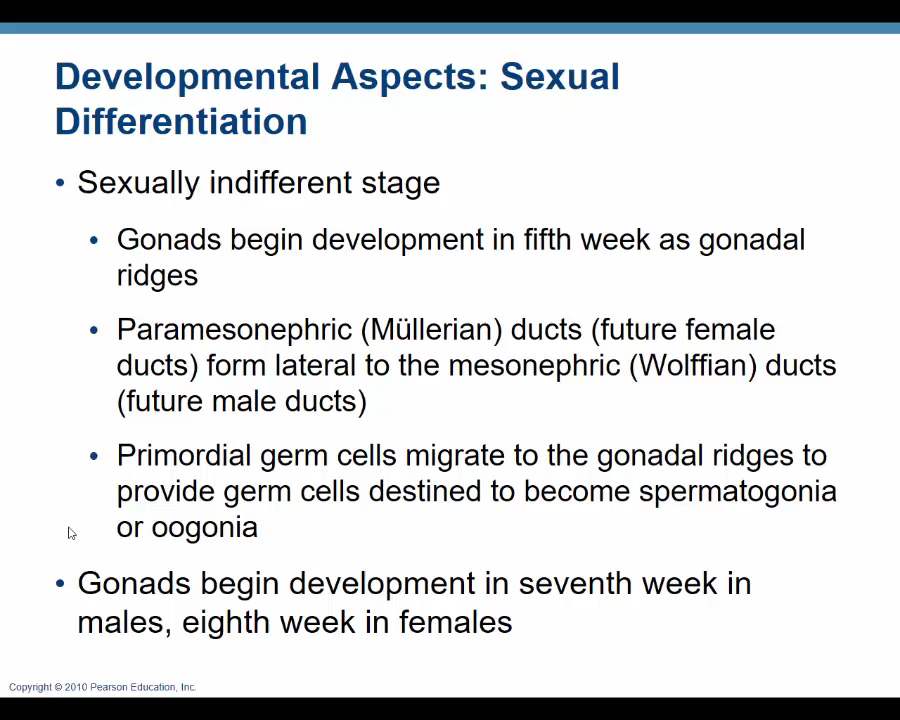 Developmental Aspects: Sexual
Differentiation
• Sexually indifferent stage
• Gonads begin development in fifth week as gonadal
ridges
• Paramesonephric (Müllerian) ducts (future female
ducts) form lateral to the mesonephric (Wolffian) ducts
(future male ducts)
• Primordial germ cells migrate to the gonadal ridges to
provide germ cells destined to become spermatogonia
or oogonia
• Gonads begin development in seventh week in
males, eighth week in females
Copyright © 2010 Pearson Education, Inc.